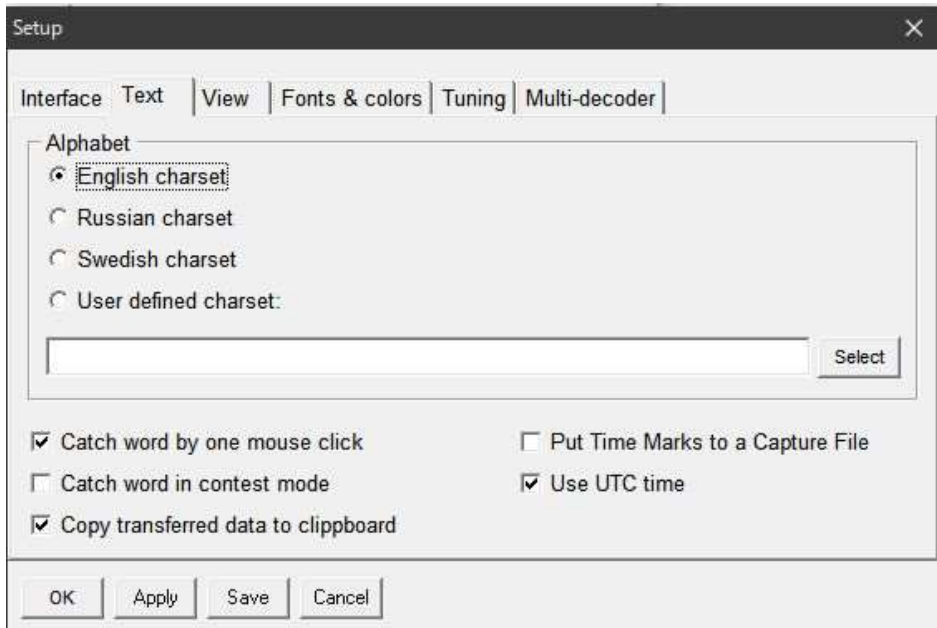 Setup
Interface Text View Fonts & colors Tuning Multi-decoder
Alphabet
English charset
Russian charset
Swedish charset
User defined charset:
Select
Catch word by one mouse click
Put Time Marks to a Capture File
Catch word in contest mode
Use UTC time
Copy transferred data to clippboard
OK Apply Save Cancel